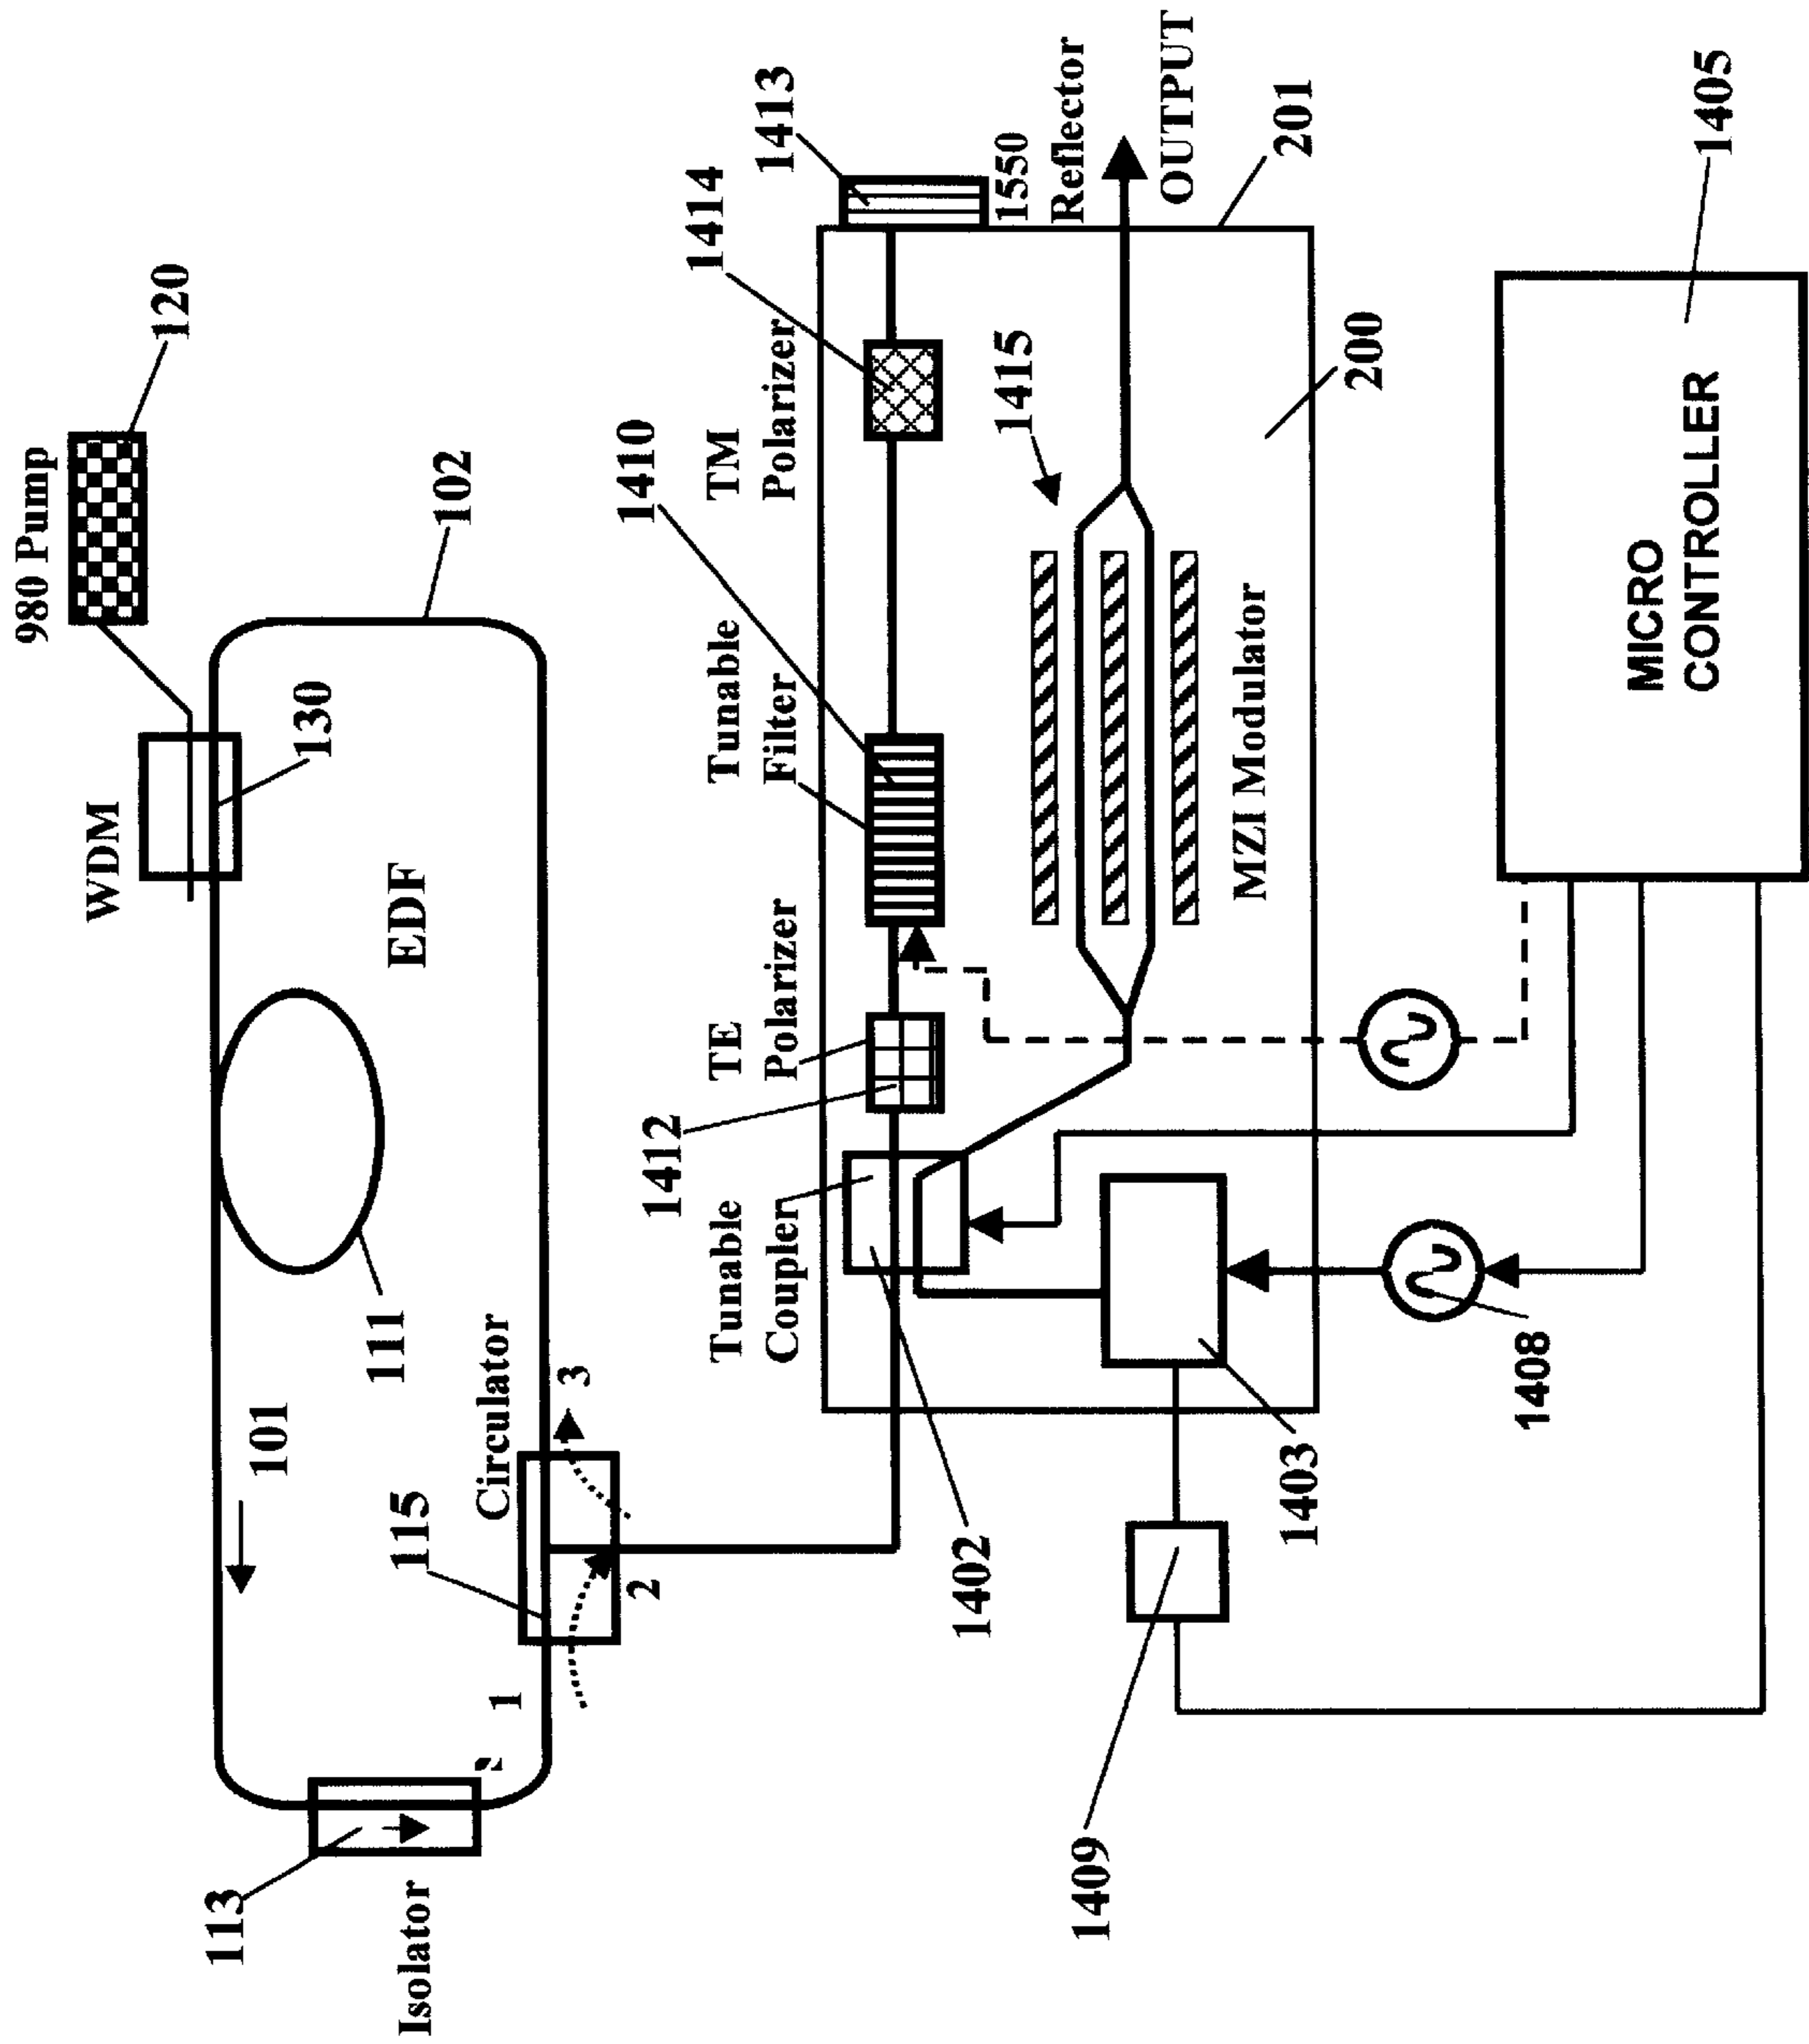 980 Pump
120
WDM
130
102
EDF
111
101
Circulator
115
3
2
1
113
Isolator
Tunable
Coupler
1412
TE
Polarizer
Tunable
Filter
1410
TM
Polarizer
1414
1413
1550
Reflector
OUTPUT
1415
MZI Modulator
200
201
1402
1403
1408
1409
MICRO
CONTROLLER
1405